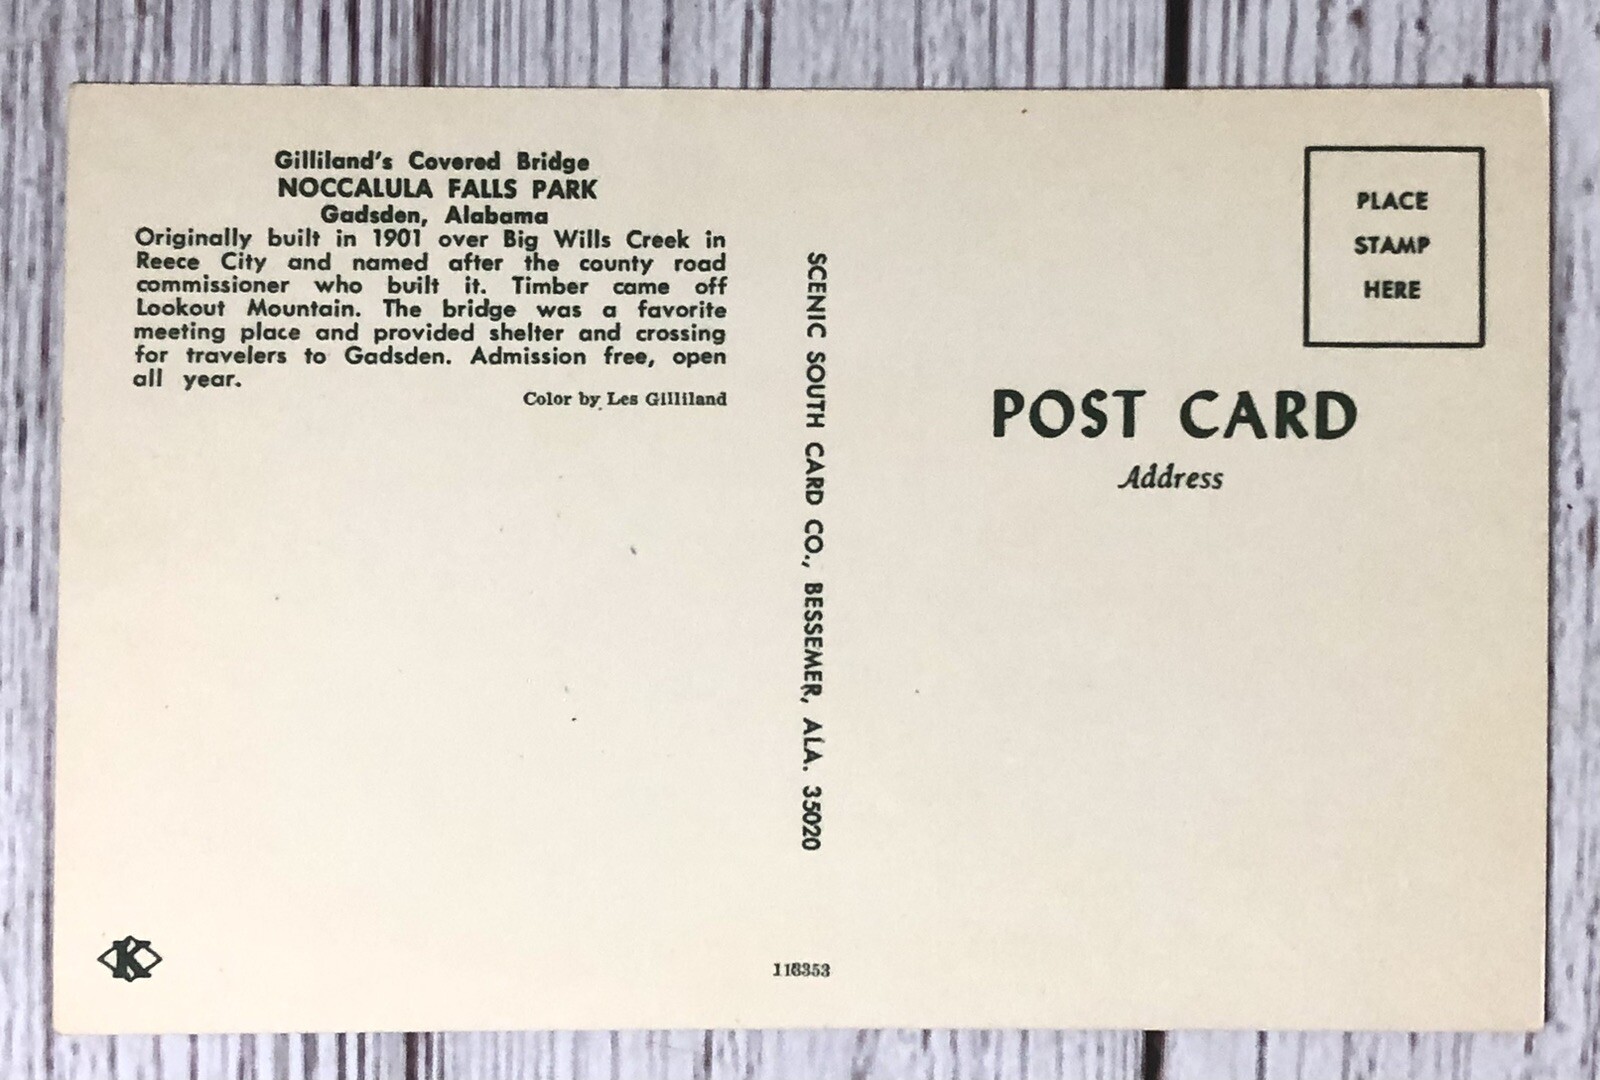 Gilliland's Covered Bridge
NOCCALULA FALLS PARK
Gadsden, Alabama
Originally built in 1901 over Big Wills Creek in
Reece City and named after the county road
commissioner who built it. Timber came off
Lookout Mountain. The bridge was a favorite
meeting place and provided shelter and crossing
for travelers to Gadsden. Admission free, open
all year.
Color by Les Gilliland
SCENIC SOUTH CARD CO., BESSEMER, ALA. 35020
PLACE
STAMP
HERE
POST CARD
Address
K
118353